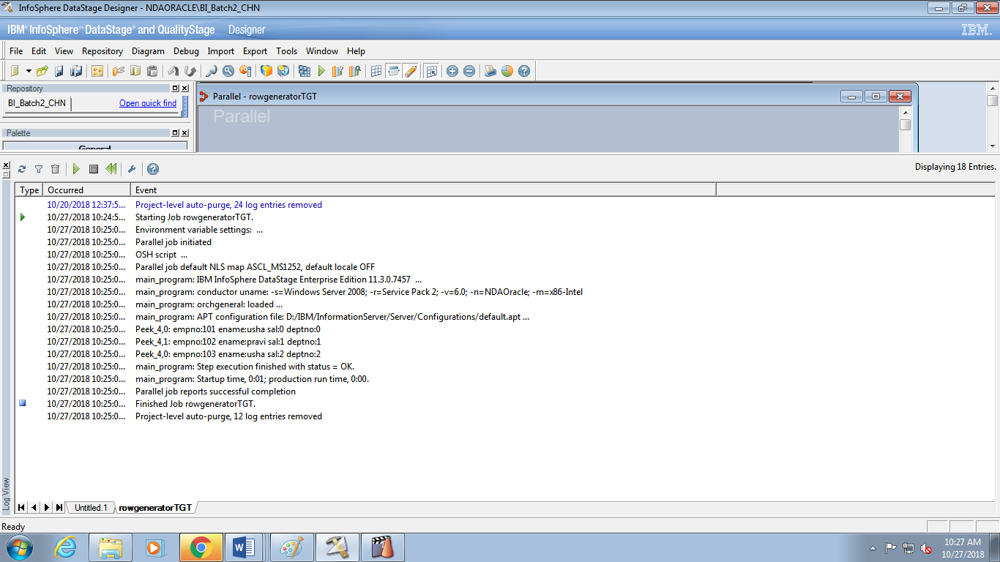 InfoSphere DataStage Designer - NDAORACLE\BI_Batch2_CHN
IBM® InfoSphere™ DataStage® and QualityStage Designer
IBM.
File Edit View Repository Diagram Debug Import Export Tools Window Help
Repository
BI_Batch2_CHN Open quick find
Palette
General
Parallel - rowgeneratorTGT
Parallel
Displaying 18 Entries.
Type Occurred Event
10/20/2018 12:37:5... Project-level auto-purge, 24 log entries removed
10/27/2018 10:24:5... Starting Job rowgeneratorTGT.
10/27/2018 10:25:0... Environment variable settings: ...
10/27/2018 10:25:0... Parallel job initiated
10/27/2018 10:25:0... OSH script ...
10/27/2018 10:25:0... Parallel job default NLS map ASCL_MS1252, default locale OFF
10/27/2018 10:25:0... main_program: IBM InfoSphere DataStage Enterprise Edition 11.3.0.7457 ...
10/27/2018 10:25:0... main_program: conductor uname: -s=Windows Server 2008; -r=Service Pack 2; -v=6.0; -n=NDAOracle; -m=x86-Intel
10/27/2018 10:25:0... main_program: orchgeneral: loaded ...
10/27/2018 10:25:0... main_program: APT configuration file: D:/IBM/InformationServer/Server/Configurations/default.apt ...
10/27/2018 10:25:0... Peek_4,0: empno:101 ename:usha sal:0 deptno:0
10/27/2018 10:25:0... Peek_4,1: empno:102 ename:pravi sal:1 deptno:1
10/27/2018 10:25:0... Peek_4,0: empno:103 ename:usha sal:2 deptno:2
10/27/2018 10:25:0... main_program: Step execution finished with status = OK.
10/27/2018 10:25:0... main_program: Startup time, 0:01; production run time, 0:00.
10/27/2018 10:25:0... Parallel job reports successful completion
10/27/2018 10:25:0... Finished Job rowgeneratorTGT.
10/27/2018 10:25:0... Project-level auto-purge, 12 log entries removed
Log View
Untitled.1 rowgeneratorTGT
Ready
10:27 AM
10/27/2018